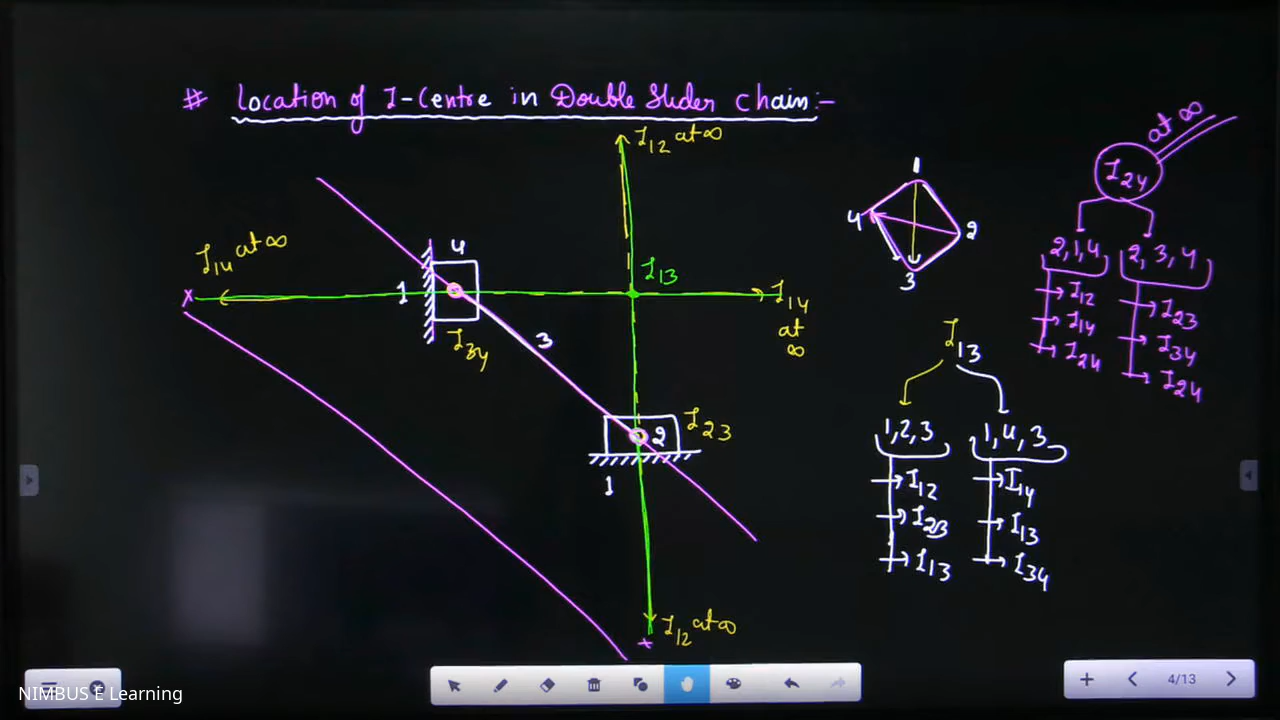 # Location of I-Centre in Double Slider Chain:-
I12 at ∞
I14 at ∞
X
1
4
I34
3
I13
I14
at
∞
I23
2
1
I12 at ∞
x
1
4
2
3
at ∞
I24
2,1,4
2,3,4
I12
I14
I24
I23
I34
I24
I13
1,2,3
1,4,3
I12
I23
I13
I14
I13
I34
4/13
NIMBUS E Learning